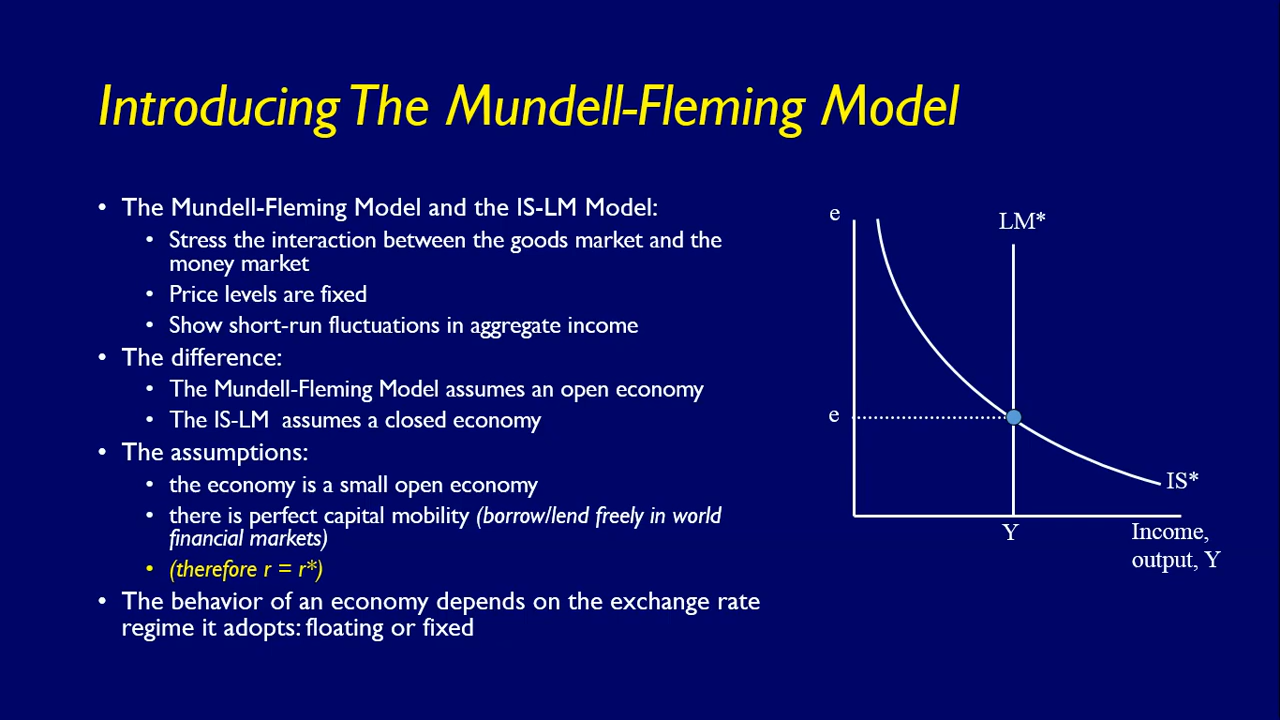 Introducing The Mundell-Fleming Model
• The Mundell-Fleming Model and the IS-LM Model:
• Stress the interaction between the goods market and the
money market
• Price levels are fixed
• Show short-run fluctuations in aggregate income
• The difference:
• The Mundell-Fleming Model assumes an open economy
• The IS-LM assumes a closed economy
• The assumptions:
• the economy is a small open economy
• there is perfect capital mobility (borrow/lend freely in world
financial markets)
• (therefore r = r*)
• The behavior of an economy depends on the exchange rate
regime it adopts: floating or fixed
e
LM*
e
IS*
Y
Income,
output, Y